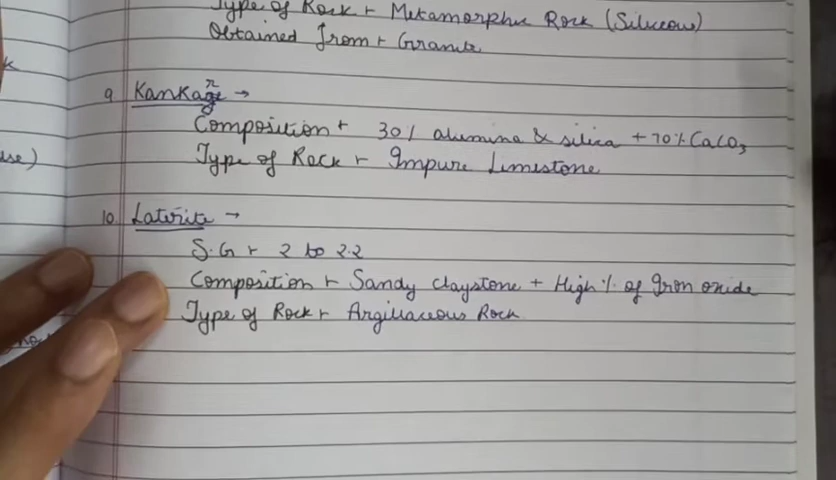 Type of Rock → Metamorphic Rock (Siliceous)
Obtained from → Granite
9 Kankar →
Composition → 30% alumina & silica + 70% CaCO3
Type of Rock → Impure Limestone
10. Laterite →
S.G → 2 to 2.2
Composition → Sandy claystone + High % of Iron oxide
Type of Rock → Argillaceous Rock